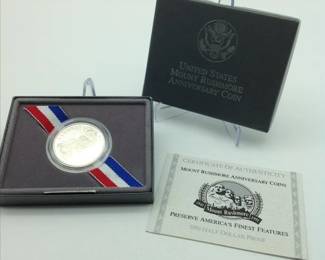 UNITED STATES
MOUNT RUSHMORE
ANNIVERSARY COIN
CERTIFICATE OF AUTHENTICITY
MOUNT RUSHMORE ANNIVERSARY COINS
Mount Rushmore
PRESERVE AMERICA'S FINEST FEATURES
1991 HALF DOLLAR PROOF